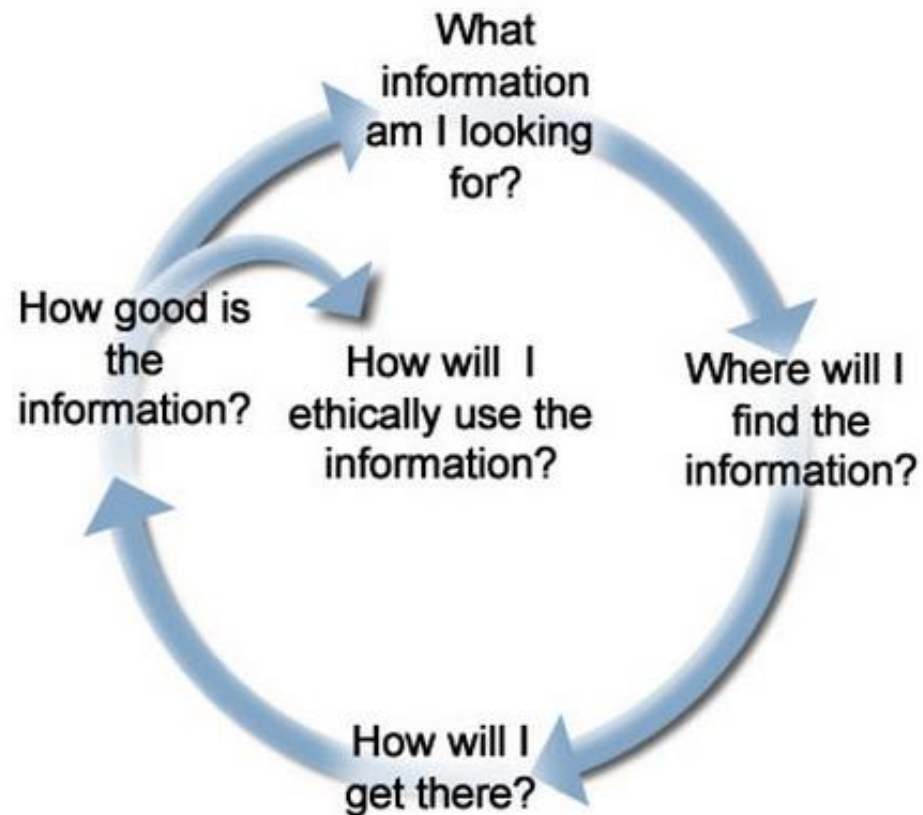 What
information
am I looking
for?
Where will I
find the
information?
How will I
get there?
How good is
the
information?
How will I
ethically use the
information?